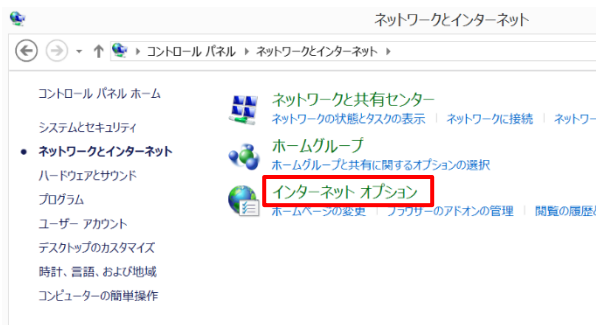 ネットワークとインターネット
コントロール パネル ネットワークとインターネット
コントロール パネル ホーム
システムとセキュリティ
ネットワークとインターネット
ハードウェアとサウンド
プログラム
ユーザー アカウント
デスクトップのカスタマイズ
時計、言語、および地域
コンピューターの簡単操作
ネットワークと共有センター
ネットワークの状態とタスクの表示 ネットワークに接続 ネットワー
ホームグループ
ホームグループと共有に関するオプションの選択
インターネット オプション
ホームページの変更 ブラウザーのアドオンの管理 閲覧の履歴